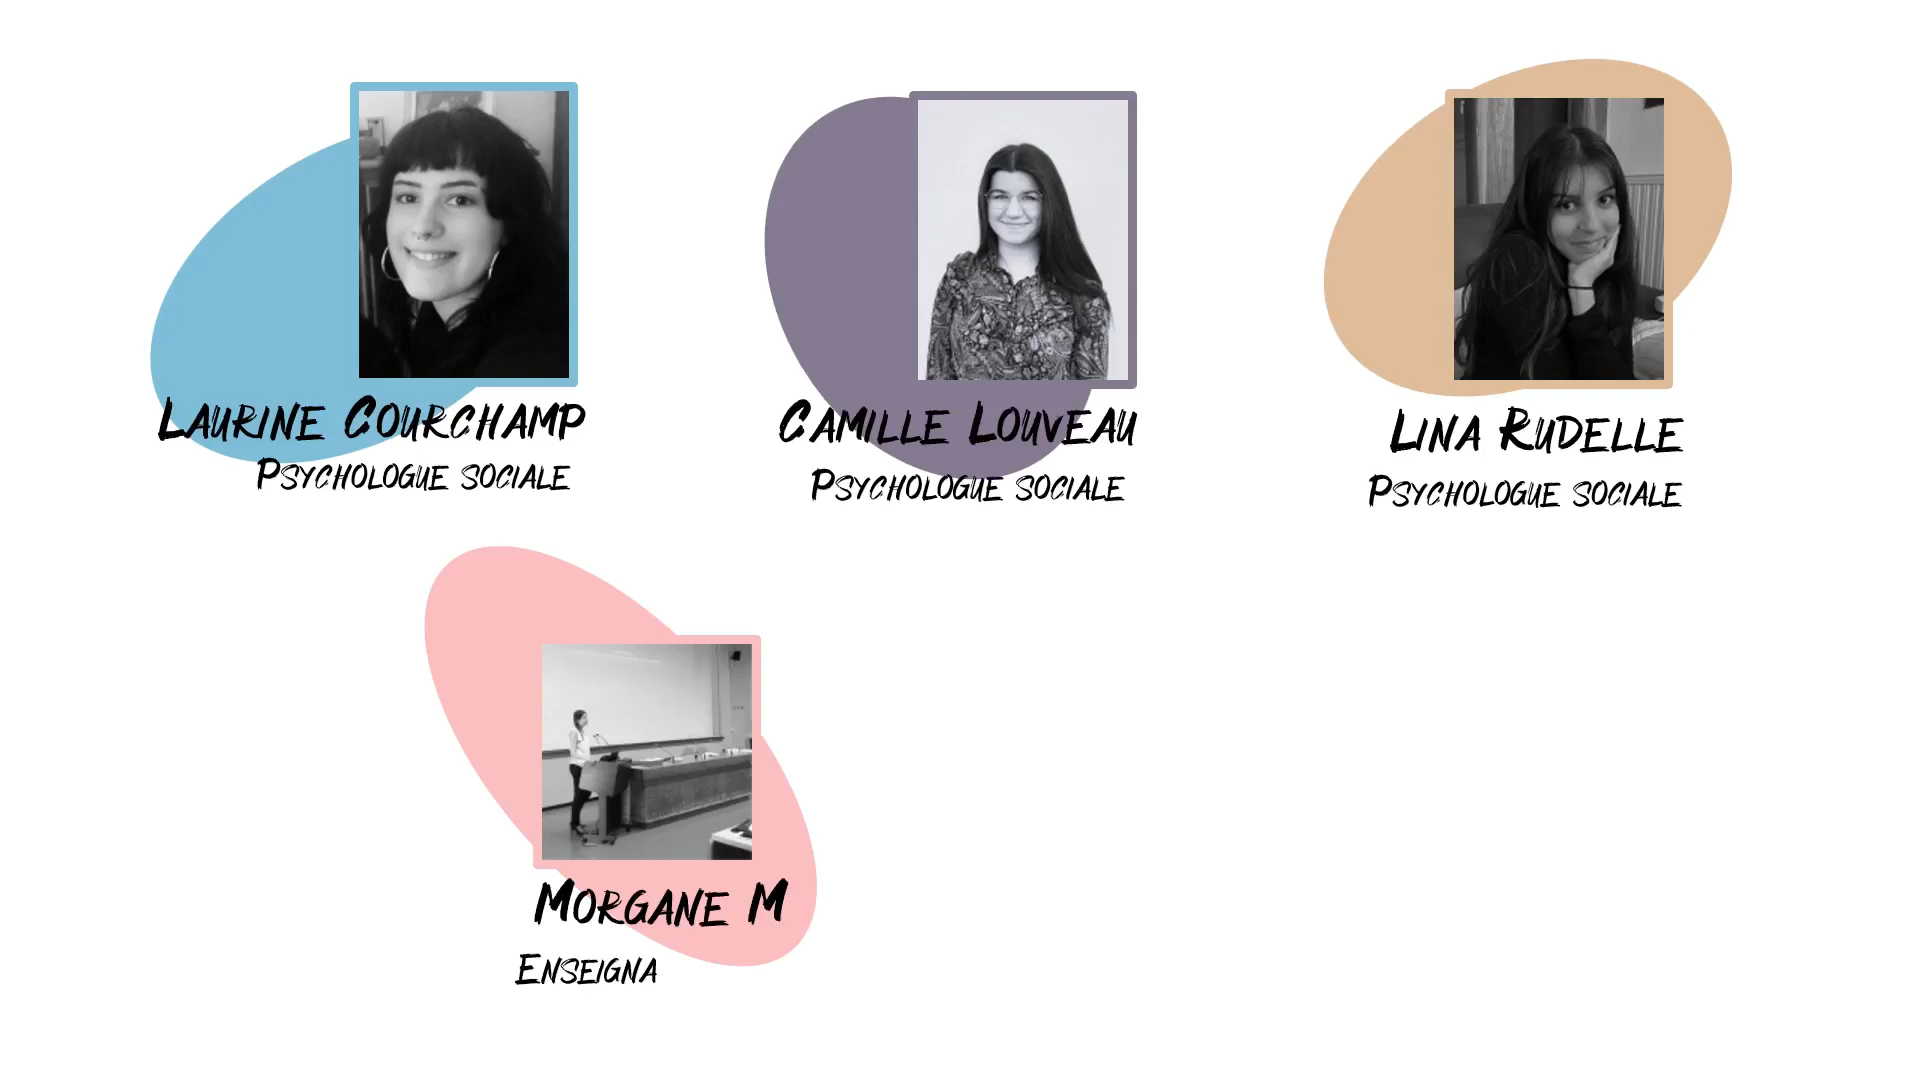 Laurine Courchamp
Psychologue sociale
Camille Louveau
Psychologue sociale
Lina Rudelle
Psychologue sociale
Morgane M
Enseigna